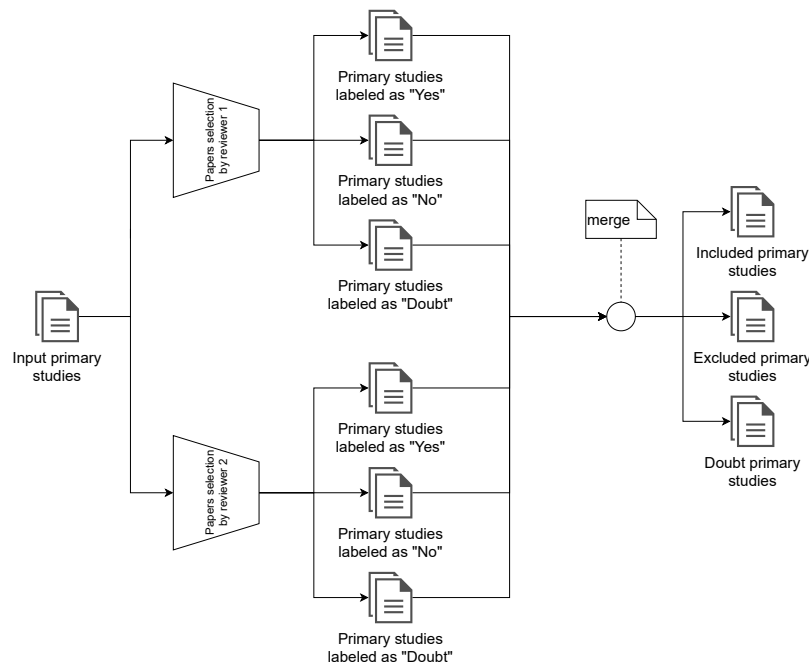 Primary studies
labeled as "Yes"
Papers selection
by reviewer 1
Primary studies
labeled as "No"
Primary studies
labeled as "Doubt"
Input primary
studies
Primary studies
labeled as "Yes"
Papers selection
by reviewer 2
Primary studies
labeled as "No"
Primary studies
labeled as "Doubt"
merge
Included primary
studies
Excluded primary
studies
Doubt primary
studies